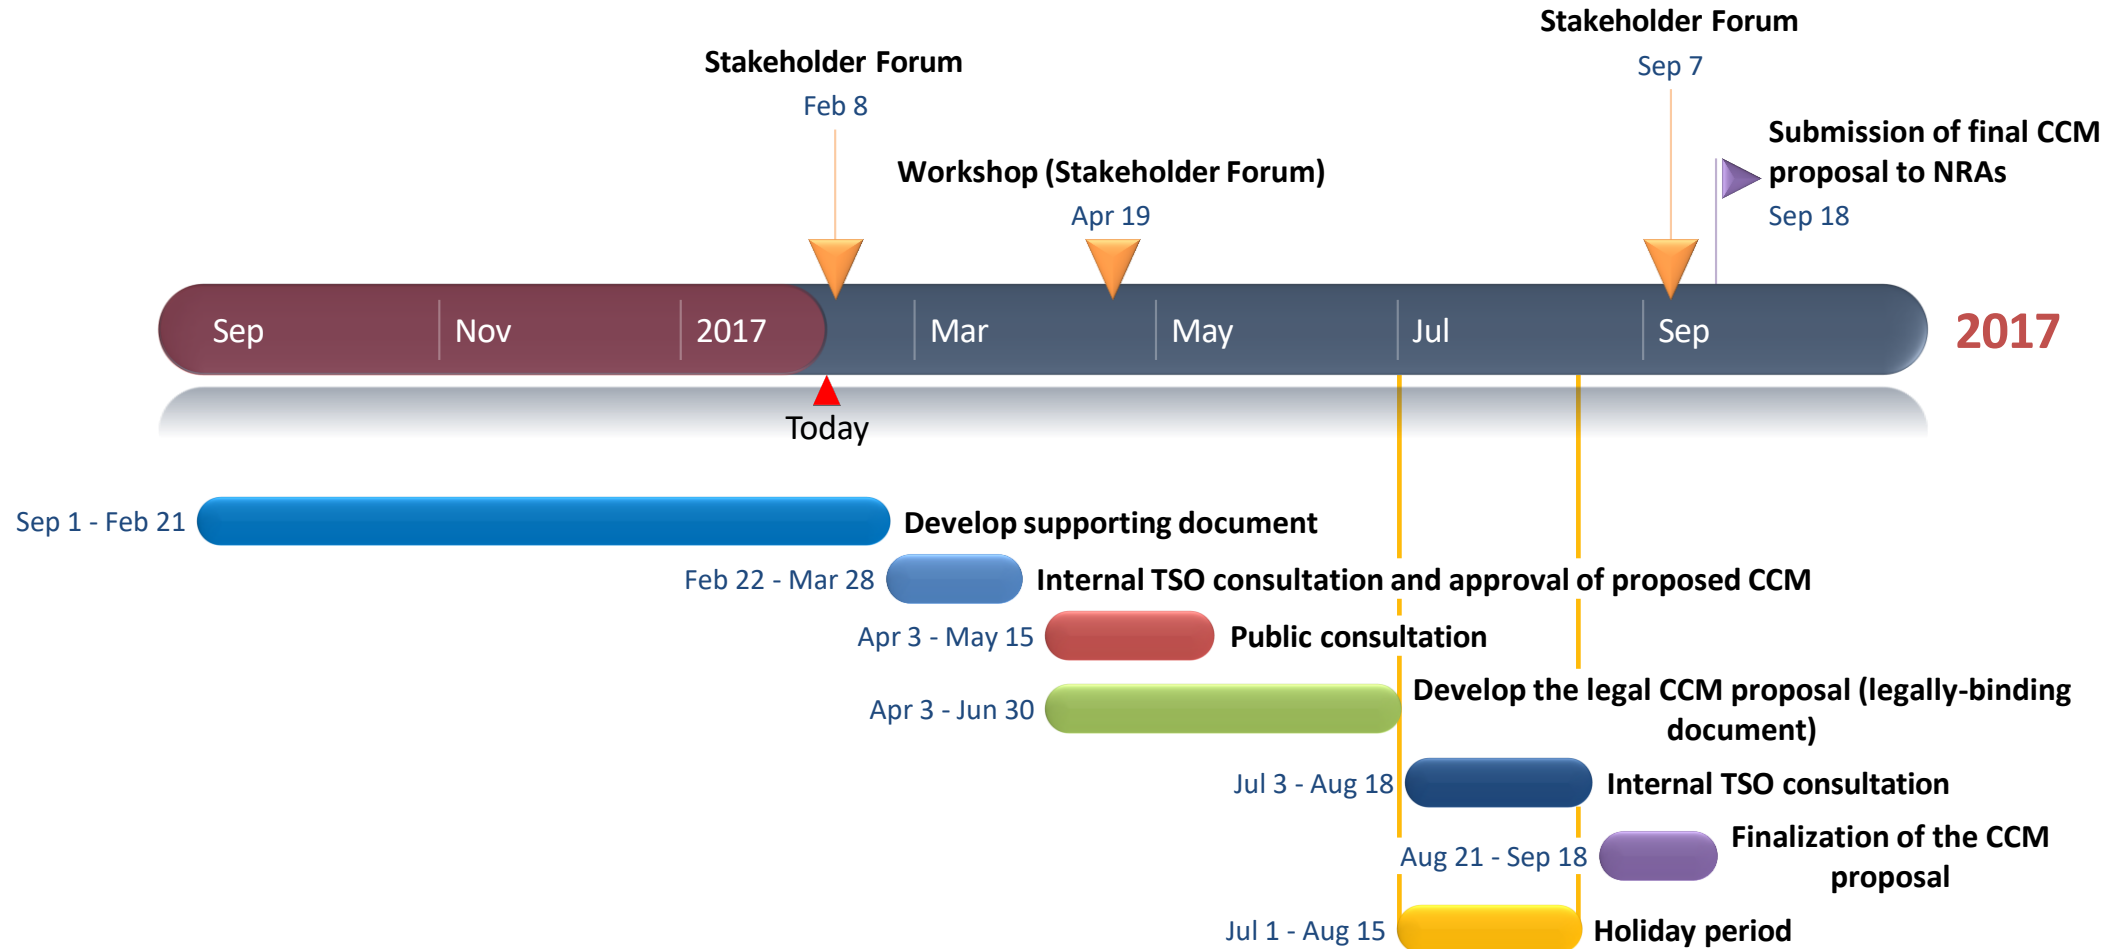 Stakeholder Forum
Sep 7
Stakeholder Forum
Feb 8
Submission of final CCM
proposal to NRAs
Sep 18
Workshop (Stakeholder Forum)
Apr 19
Sep Nov 2017 Mar May Jul Sep 2017
Today
Sep 1 - Feb 21 Develop supporting document
Feb 22 - Mar 28 Internal TSO consultation and approval of proposed CCM
Apr 3 - May 15 Public consultation
Apr 3 - Jun 30 Develop the legal CCM proposal (legally-binding
document)
Jul 3 - Aug 18 Internal TSO consultation
Aug 21 - Sep 18 Finalization of the CCM
proposal
Jul 1 - Aug 15 Holiday period